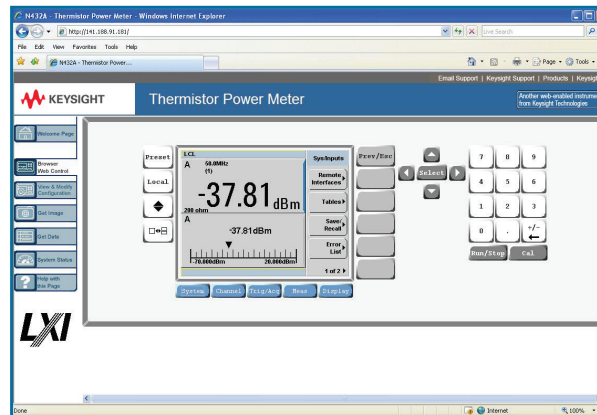 N432A - Thermistor Power Meter - Windows Internet Explorer
http://141.188.91.181/
Live Search
File Edit View Favorites Tools Help
N432A - Thermistor Power...
Page Tools
Email Support | Keysight Support | Products | Keysigh
KEYSIGHT
Thermistor Power Meter
Another web-enabled instrume
from Keysight Technologies
Welcome Page
Browser
Web Control
View & Modify
Configuration
Get Image
Get Data
System Status
Help with
this Page
LXI
Preset
Local
LCL
A 50.0MHz
(1)
-37.81 dBm
200 ohm
A
-37.81dBm
-70.000dBm 20.000dBm
Sys/Inputs
Remote
Interfaces
Tables
Save/
Recall
Error
List
1 of 2
Prev/Esc
Select
7 8 9
4 5 6
1 2 3
0 . +/-
Run/Stop Cal
System Channel Trig/Acq Meas Display
Done
Internet
100%